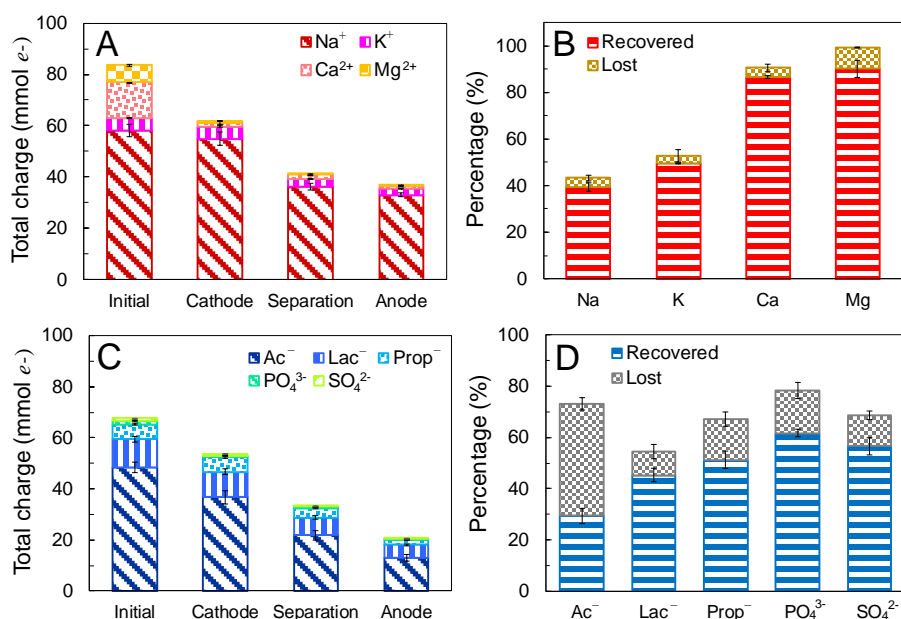 A
Na⁺ K⁺
Ca²⁺ Mg²⁺
Total charge (mmol e-)
100
80
60
40
20
0
Initial Cathode Separation Anode
B
Recovered
Lost
Percentage (%)
100
80
60
40
20
0
Na K Ca Mg
C
Ac⁻ Lac⁻ Prop⁻
PO₄³⁻ SO₄²⁻
Total charge (mmol e-)
100
80
60
40
20
0
Initial Cathode Separation Anode
D
Recovered
Lost
Percentage (%)
100
80
60
40
20
0
Ac⁻ Lac⁻ Prop⁻ PO₄³⁻ SO₄²⁻